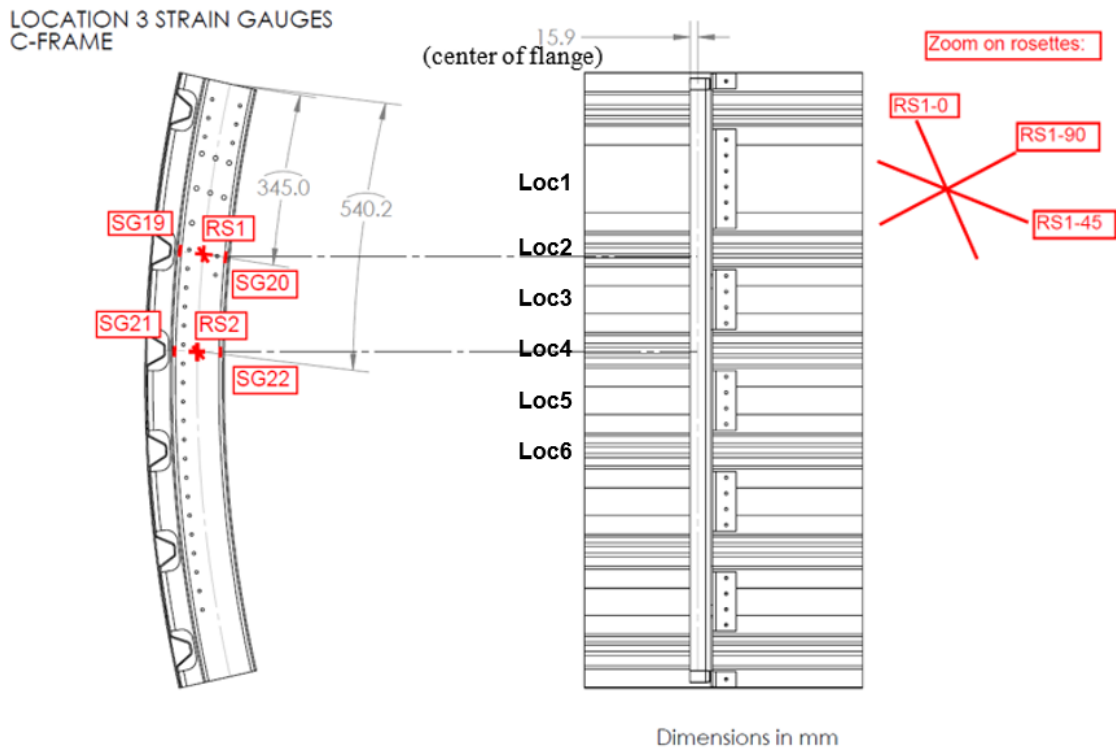 LOCATION 3 STRAIN GAUGES
C-FRAME
15.9
(center of flange)
Zoom on rosettes:
RS1-0
RS1-90
RS1-45
345.0
540.2
Loc1
SG19
RS1
Loc2
SG20
Loc3
SG21
RS2
Loc4
SG22
Loc5
Loc6
Dimensions in mm